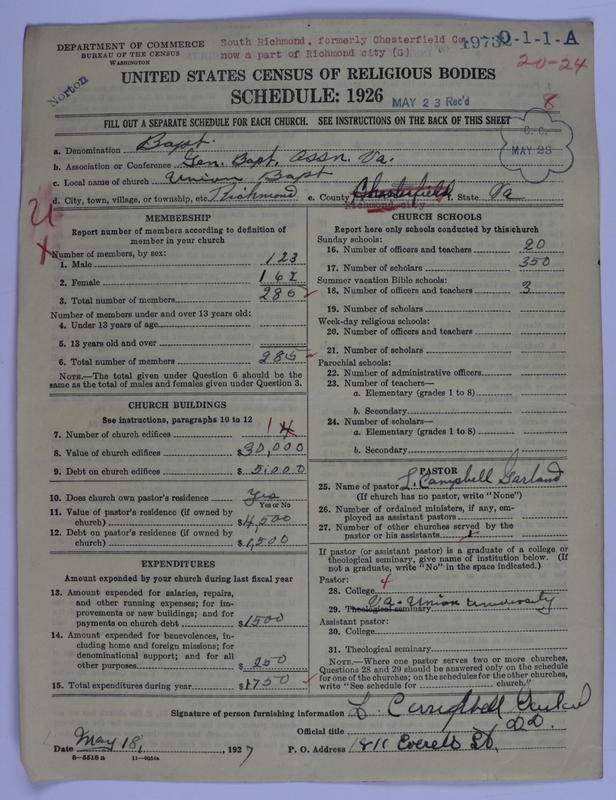 DEPARTMENT OF COMMERCE
BUREAU OF THE CENSUS
WASHINGTON
South Richmond, formerly Chesterfield Co.
now a part of Richmond city (G)
0-1-1-A
20-24
Norton
UNITED STATES CENSUS OF RELIGIOUS BODIES
SCHEDULE: 1926
MAY 23 Rec'd
8
FILL OUT A SEPARATE SCHEDULE FOR EACH CHURCH. SEE INSTRUCTIONS ON THE BACK OF THIS SHEET
C. C.
MAY 23
a. Denomination Bapt.
b. Association or Conference Gen. Bapt. Assn. Va.
c. Local name of church Union Bapt
d. City, town, village, or township, etc. Richmond e. County Chesterfield f. State Va
Richmond city
MEMBERSHIP
Report number of members according to definition of
member in your church
Number of members, by sex:
1. Male 123
2. Female 162
3. Total number of members 285
Number of members under and over 13 years old:
4. Under 13 years of age
5. 13 years old and over
6. Total number of members 285
NOTE.—The total given under Question 6 should be the
same as the total of males and females given under Question 3.
CHURCH BUILDINGS
See instructions, paragraphs 10 to 12
7. Number of church edifices 1
8. Value of church edifices $30,000
9. Debt on church edifices $2,000
10. Does church own pastor's residence Yes
Yes or No
11. Value of pastor's residence (if owned by
church) $4,500
12. Debt on pastor's residence (if owned by
church) $1,500
EXPENDITURES
Amount expended by your church during last fiscal year
13. Amount expended for salaries, repairs,
and other running expenses; for im-
provements or new buildings; and for
payments on church debt $1500
14. Amount expended for benevolences, in-
cluding home and foreign missions; for
denominational support; and for all
other purposes $250
15. Total expenditures during year $1750
CHURCH SCHOOLS
Report here only schools conducted by this church
Sunday schools:
16. Number of officers and teachers 20
17. Number of scholars 350
Summer vacation Bible schools:
18. Number of officers and teachers 3
19. Number of scholars
Week-day religious schools:
20. Number of officers and teachers
21. Number of scholars
Parochial schools:
22. Number of administrative officers
23. Number of teachers—
a. Elementary (grades 1 to 8)
b. Secondary
24. Number of scholars—
a. Elementary (grades 1 to 8)
b. Secondary
PASTOR
25. Name of pastor L. Campbell Garland
(If church has no pastor, write "None")
26. Number of ordained ministers, if any, em-
ployed as assistant pastors
27. Number of other churches served by the
pastor or his assistants
If pastor (or assistant pastor) is a graduate of a college or
theological seminary, give name of institution below. (If
not a graduate, write "No" in the space indicated.)
Pastor: 4
28. College
29. Theological seminary Va. Union University
Assistant pastor:
30. College
31. Theological seminary
NOTE.—Where one pastor serves two or more churches,
Questions 28 and 29 should be answered only on the schedule
for one of the churches; on the schedules for the other churches,
write "See schedule for church."
Signature of person furnishing information L. Campbell Garland
Official title D.D.
Date May 18, , 1927 P. O. Address 1811 Everett St,
8—5518 a